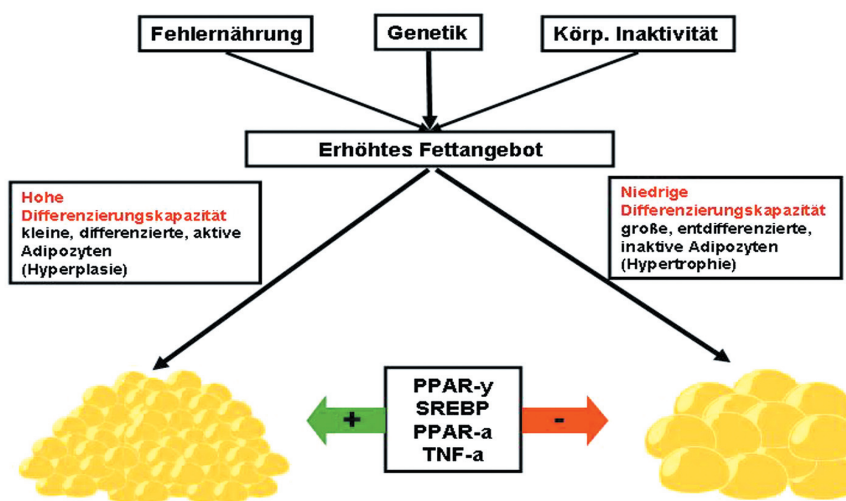 Fehlernährung
Genetik
Körp. Inaktivität
Erhöhtes Fettangebot
Hohe
Differenzierungskapazität
kleine, differenzierte, aktive
Adipozyten
(Hyperplasie)
Niedrige
Differenzierungskapazität
große, entdifferenzierte,
inaktive Adipozyten
(Hypertrophie)
+
PPAR-y
SREBP
PPAR-a
TNF-a
-